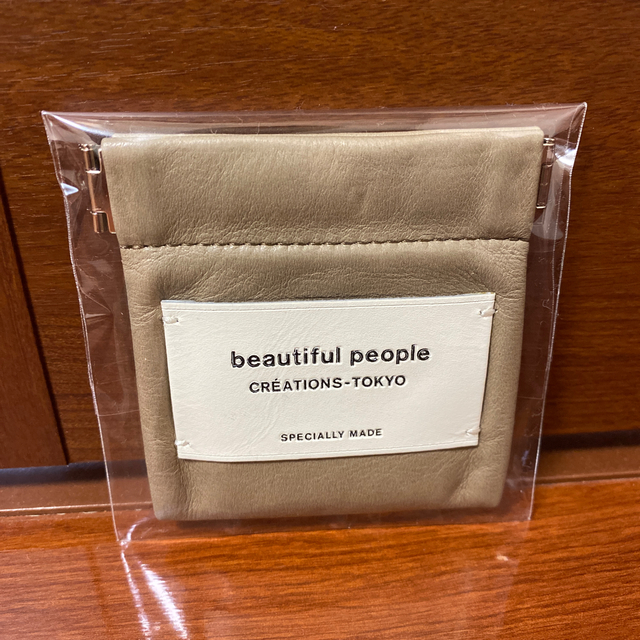 beautiful people
CRÉATIONS-TOKYO
SPECIALLY MADE